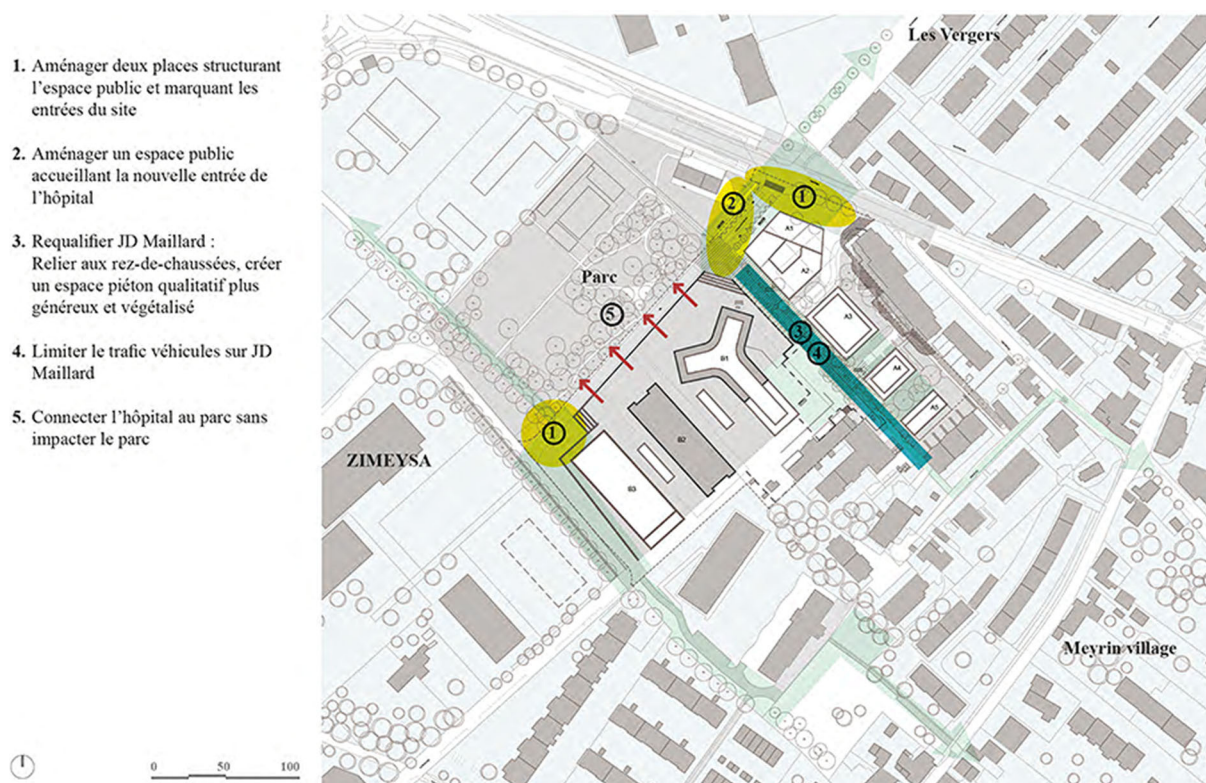 1. Aménager deux places structurant
l'espace public et marquant les
entrées du site
2. Aménager un espace public
accueillant la nouvelle entrée de
l'hôpital
3. Requalifier JD Maillard :
Relier aux rez-de-chaussées, créer
un espace piéton qualitatif plus
généreux et végétalisé
4. Limiter le trafic véhicules sur JD
Maillard
5. Connecter l'hôpital au parc sans
impacter le parc
0 50 100
Les Vergers
2
1
A1
A2
Parc
5
3
A3
4
B1
A4
A5
1
B2
ZIMEYSA
B3
Meyrin village